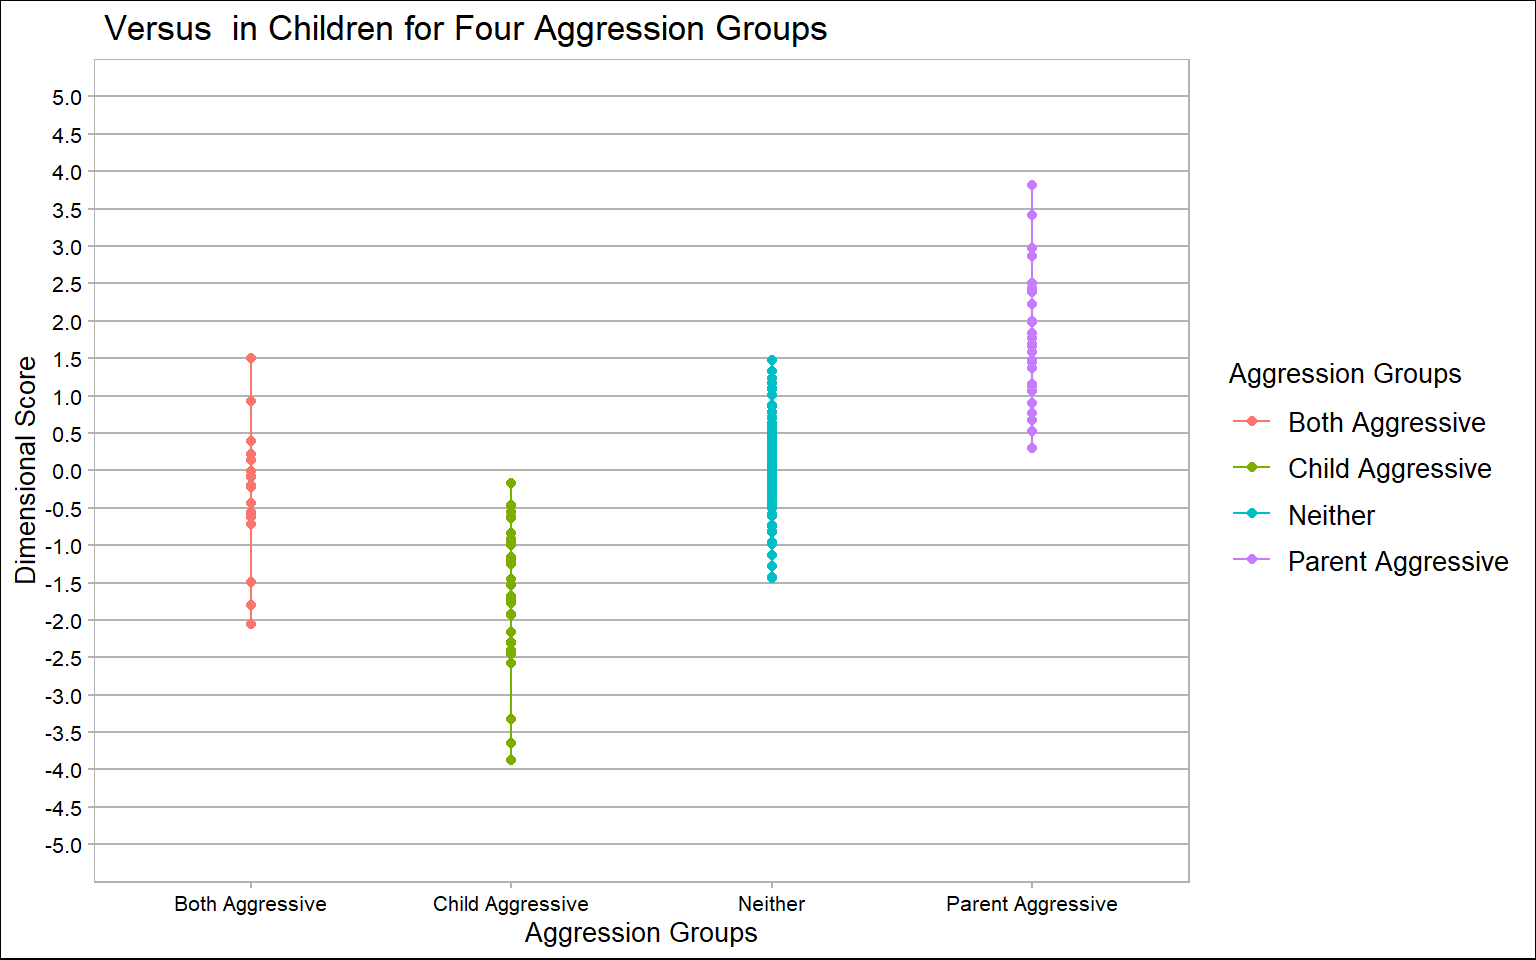 Versus  in Children for Four Aggression Groups
5.0
4.5
4.0
3.5
3.0
2.5
2.0
1.5
1.0
0.5
0.0
-0.5
-1.0
-1.5
-2.0
-2.5
-3.0
-3.5
-4.0
-4.5
-5.0
Dimensional Score
Both Aggressive
Child Aggressive
Neither
Parent Aggressive
Aggression Groups
Aggression Groups
Both Aggressive
Child Aggressive
Neither
Parent Aggressive